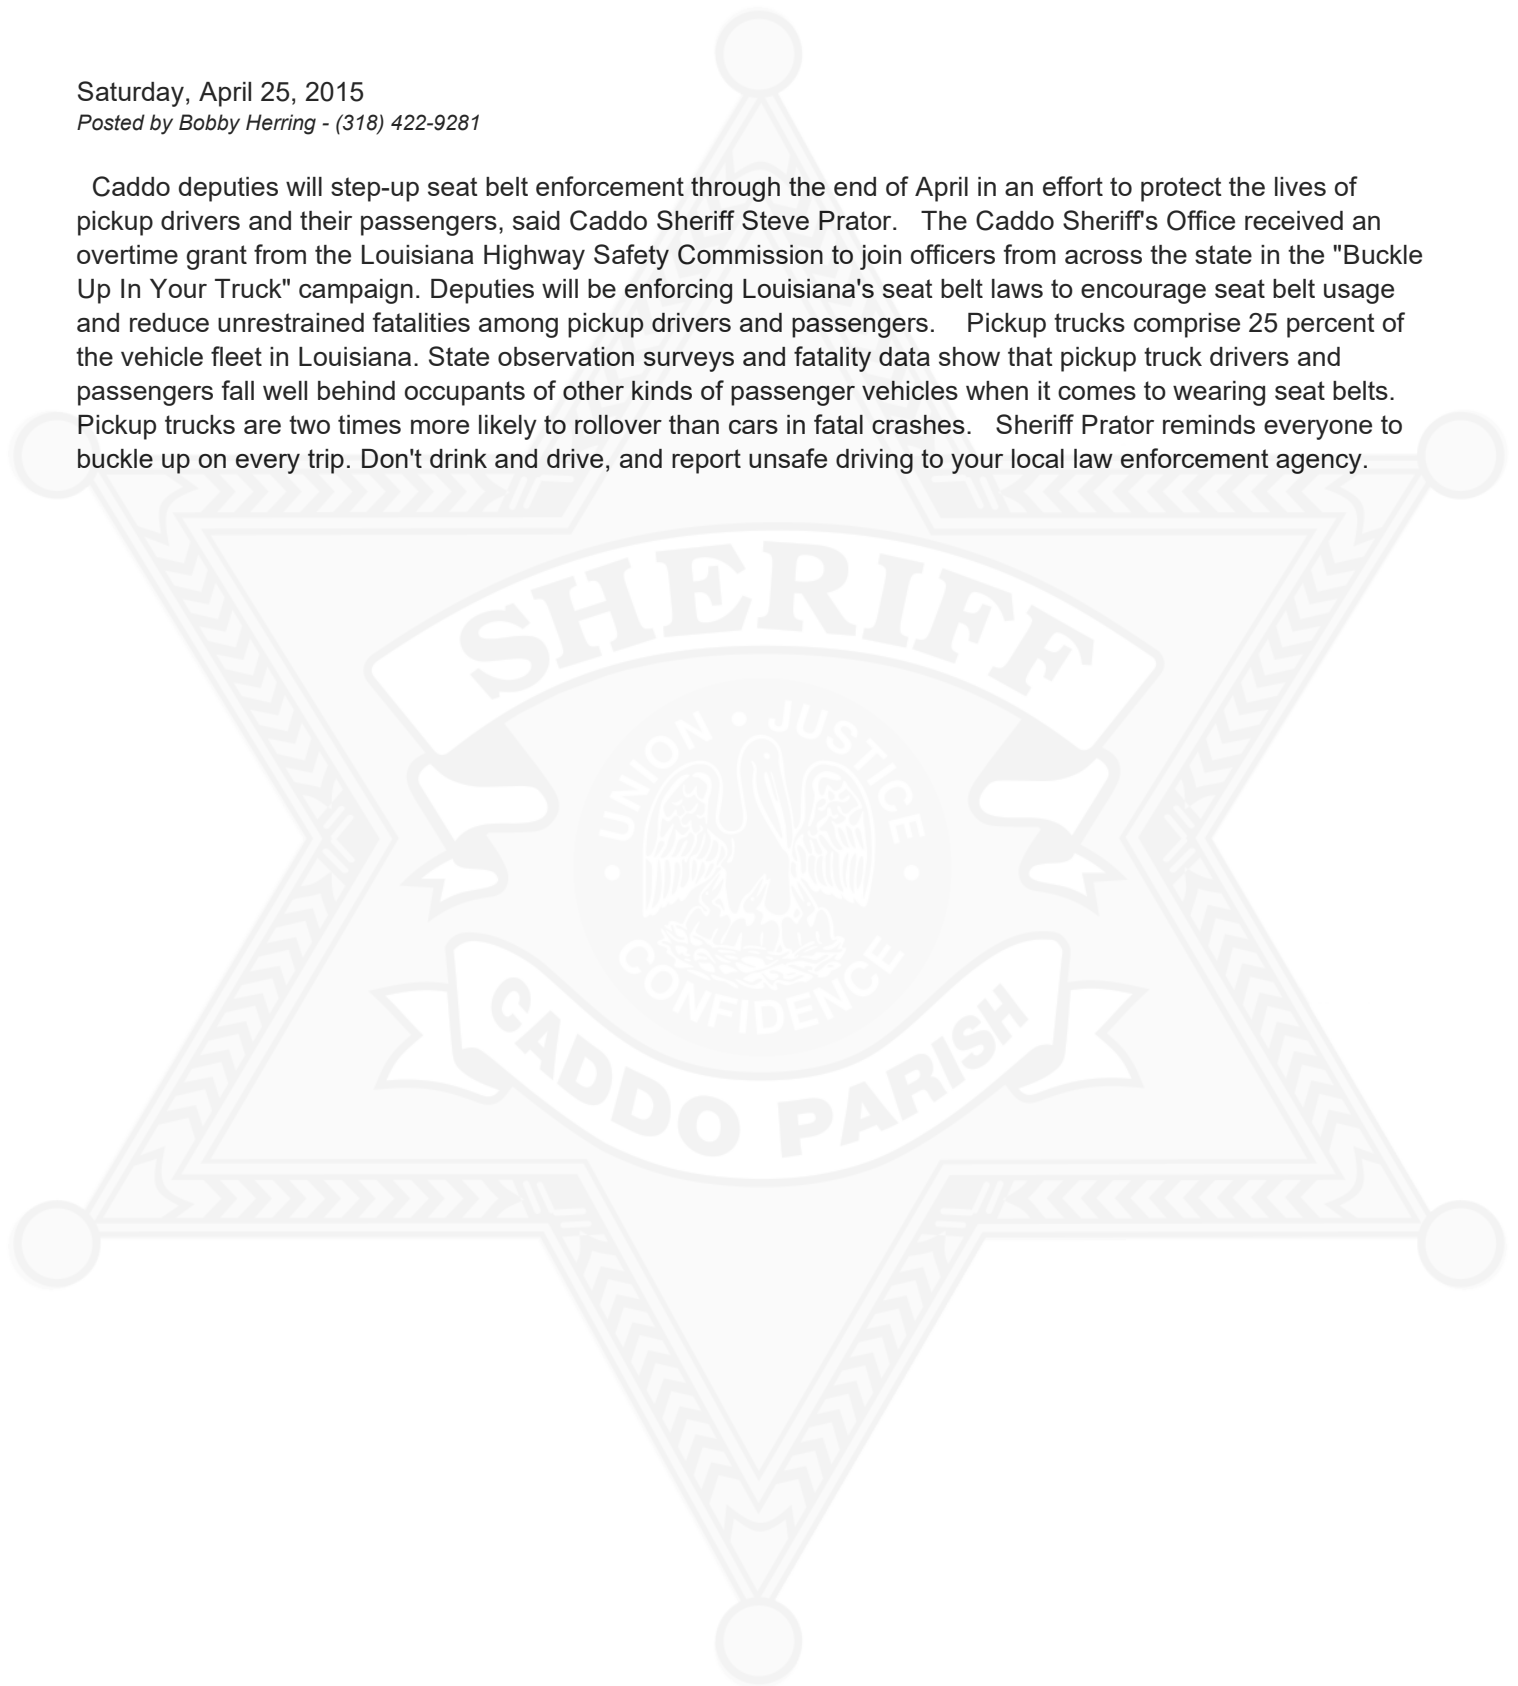 Saturday, April 25, 2015
Posted by Bobby Herring - (318) 422-9281
Caddo deputies will step-up seat belt enforcement through the end of April in an effort to protect the lives of
pickup drivers and their passengers, said Caddo Sheriff Steve Prator.   The Caddo Sheriff's Office received an
overtime grant from the Louisiana Highway Safety Commission to join officers from across the state in the "Buckle
Up In Your Truck" campaign. Deputies will be enforcing Louisiana's seat belt laws to encourage seat belt usage
and reduce unrestrained fatalities among pickup drivers and passengers.    Pickup trucks comprise 25 percent of
the vehicle fleet in Louisiana. State observation surveys and fatality data show that pickup truck drivers and
passengers fall well behind occupants of other kinds of passenger vehicles when it comes to wearing seat belts.
Pickup trucks are two times more likely to rollover than cars in fatal crashes.   Sheriff Prator reminds everyone to
buckle up on every trip. Don't drink and drive, and report unsafe driving to your local law enforcement agency.
SHERIFF
UNION • JUSTICE
• CONFIDENCE •
CADDO PARISH